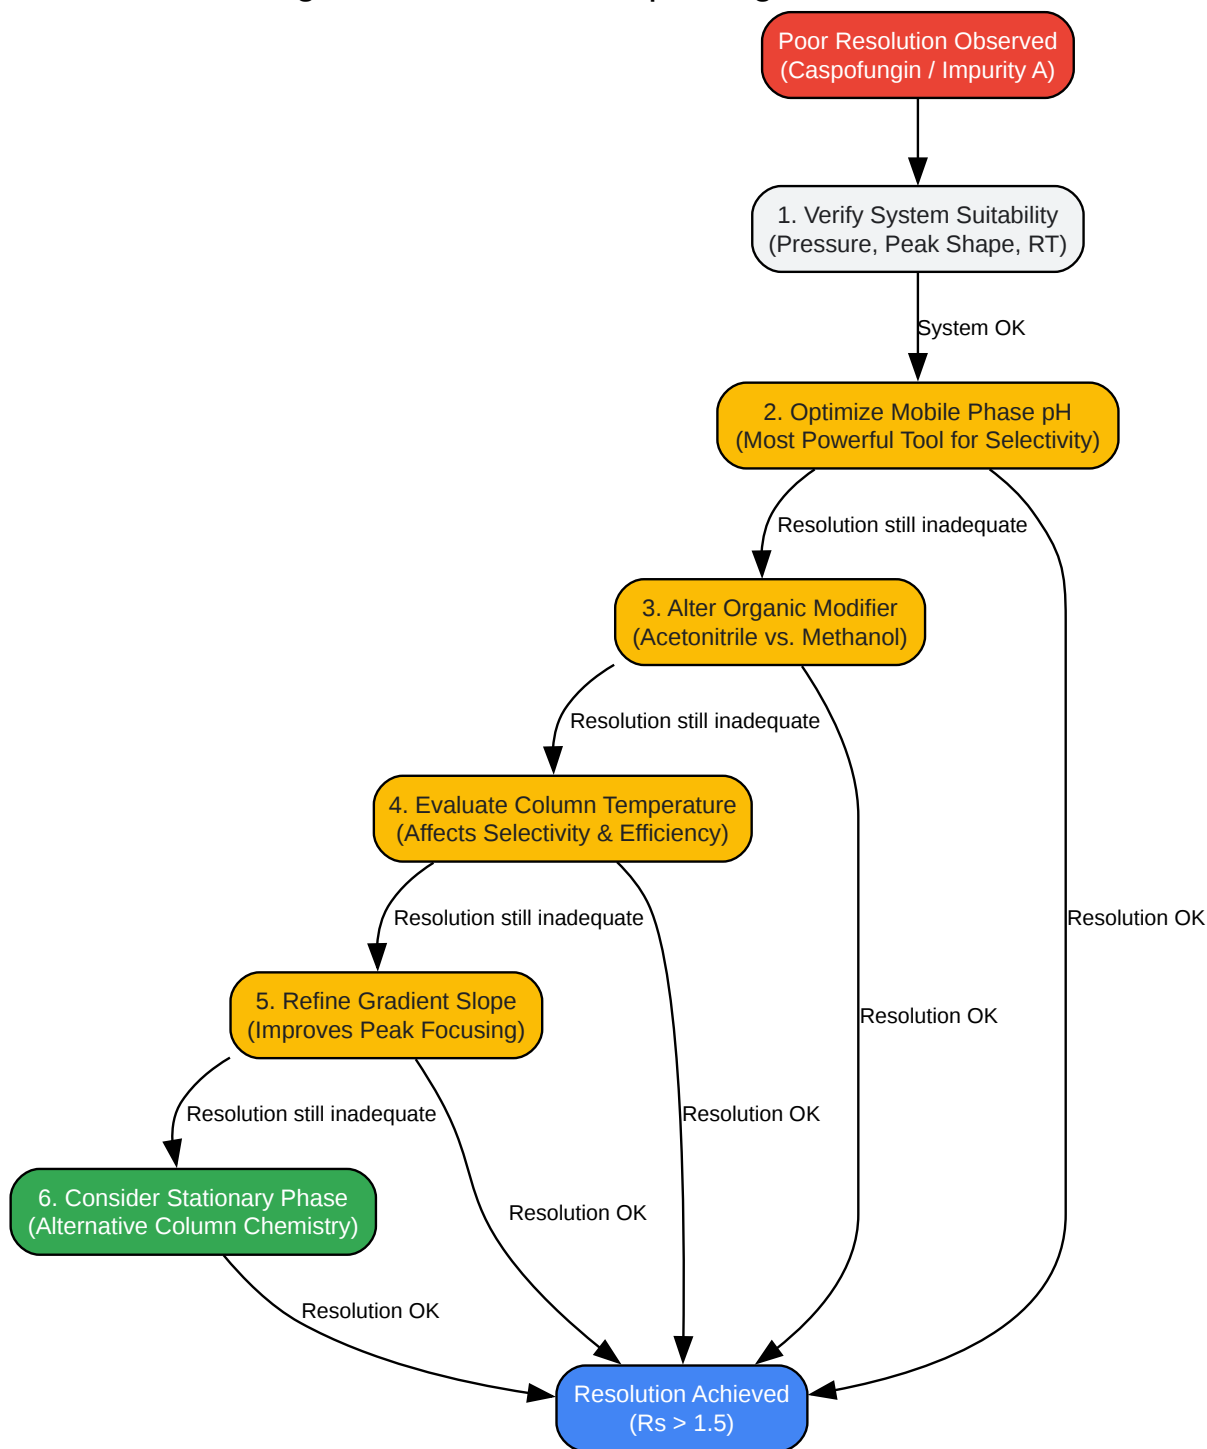 Poor Resolution Observed
(Caspofungin / Impurity A)
1. Verify System Suitability
(Pressure, Peak Shape, RT)
System OK
2. Optimize Mobile Phase pH
(Most Powerful Tool for Selectivity)
Resolution still inadequate
3. Alter Organic Modifier
(Acetonitrile vs. Methanol)
Resolution still inadequate
4. Evaluate Column Temperature
(Affects Selectivity & Efficiency)
Resolution still inadequate
Resolution OK
5. Refine Gradient Slope
(Improves Peak Focusing)
Resolution OK
Resolution still inadequate
Resolution OK
6. Consider Stationary Phase
(Alternative Column Chemistry)
Resolution OK
Resolution OK
Resolution Achieved
(Rs > 1.5)